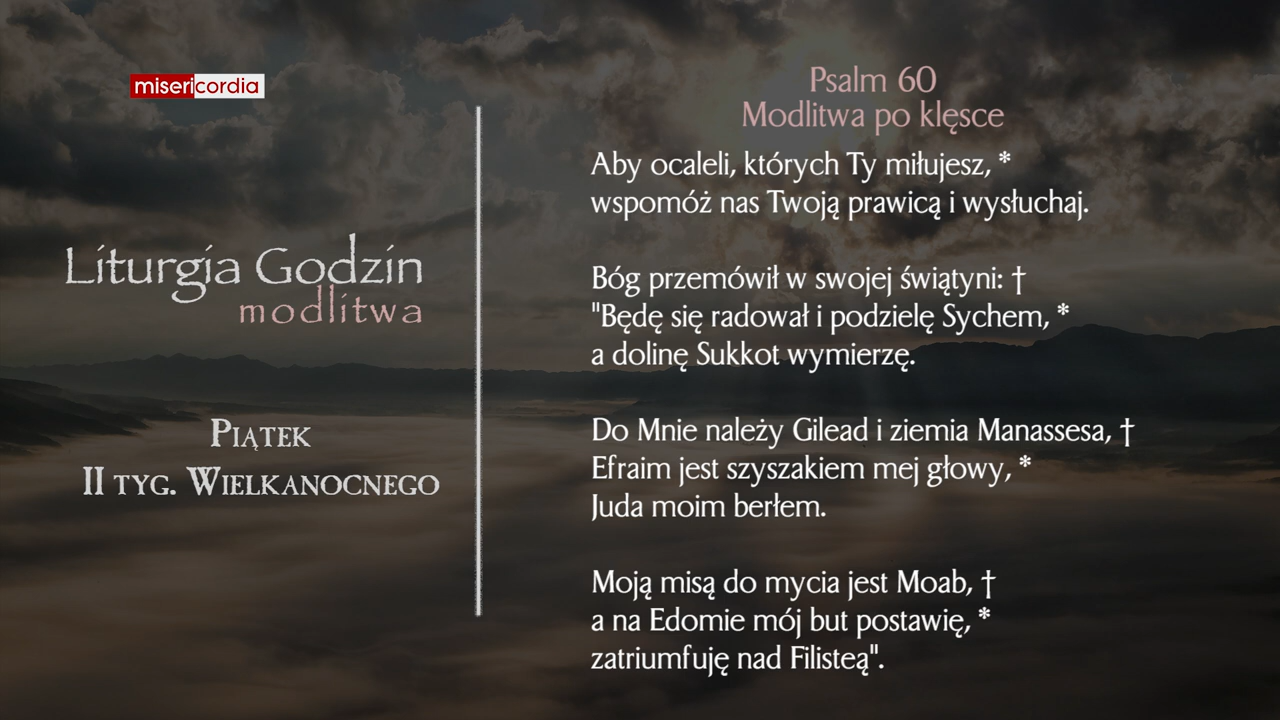 misericordia
Liturgia Godzin
modlitwa
Piątek
II tyg. Wielkanocnego
Psalm 60
Modlitwa po klęsce
Aby ocaleli, których Ty miłujesz, *
wspomóż nas Twoją prawicą i wysłuchaj.
Bóg przemówił w swojej świątyni: †
"Będę się radował i podzielę Sychem, *
a dolinę Sukkot wymierzę.
Do Mnie należy Gilead i ziemia Manassesa, †
Efraim jest szyszakiem mej głowy, *
Juda moim berłem.
Moją misą do mycia jest Moab, †
a na Edomie mój but postawię, *
zatriumfuję nad Filisteą".